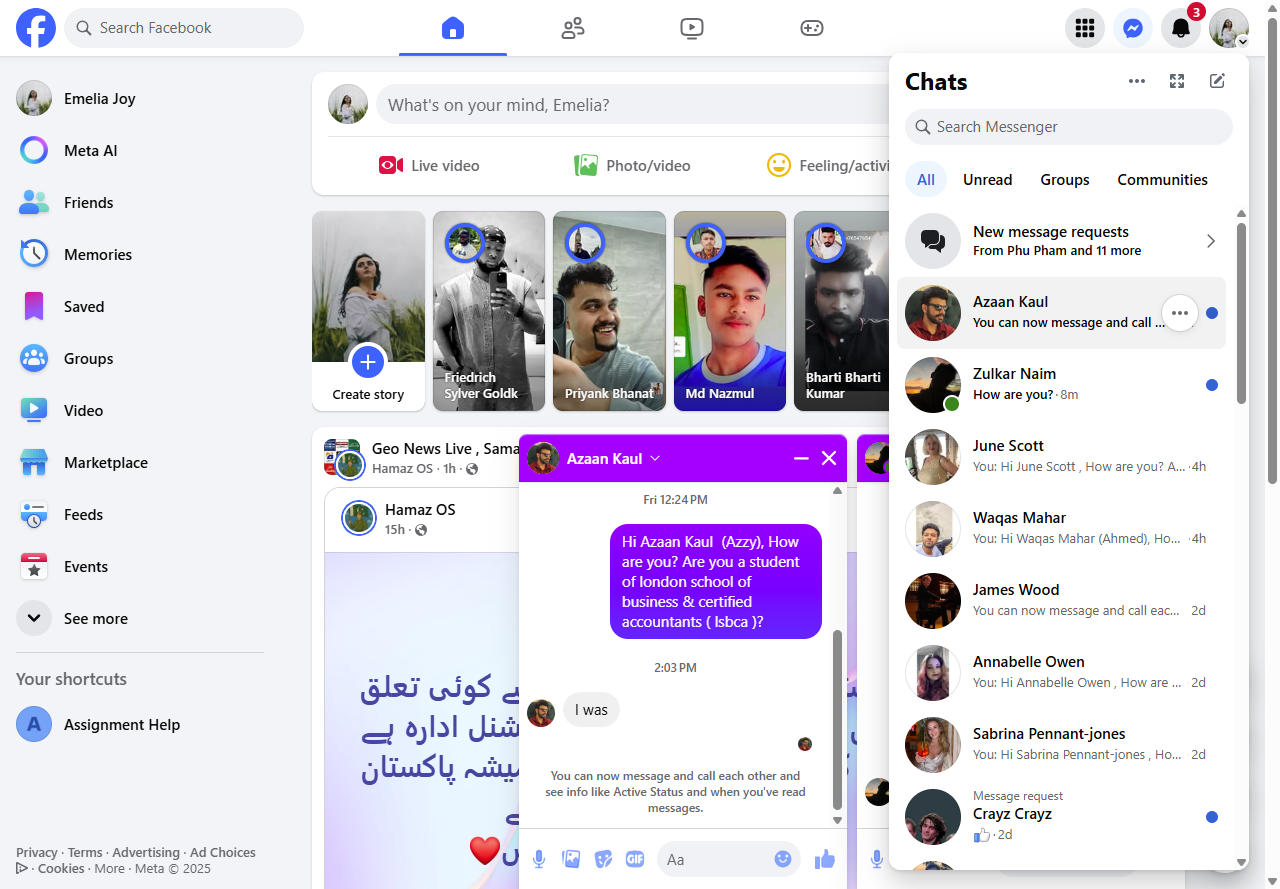 Search Facebook
3
Emelia Joy
Meta AI
Friends
Memories
Saved
Groups
Video
Marketplace
Feeds
Events
See more
Your shortcuts
A
Assignment Help
Privacy · Terms · Advertising · Ad Choices
· Cookies · More · Meta © 2025
What's on your mind, Emelia?
Live video
Photo/video
Feeling/activi
Create story
Friedrich
Sylver Goldk
Priyank Bhanat
Md Nazmul
Bharti Bharti
Kumar
Geo News Live , Sama
Hamaz OS · 1h ·
Hamaz OS
15h ·
سے کوئی تعلق
شنل ادارہ ہے
میشہ پاکستان
Azaan Kaul
Fri 12:24 PM
Hi Azaan Kaul (Azzy), How
are you? Are you a student
of london school of
business & certified
accountants ( lsbca )?
2:03 PM
I was
You can now message and call each other and
see info like Active Status and when you've read
messages.
GIF
Aa
Chats
Search Messenger
All
Unread
Groups
Communities
New message requests
From Phu Pham and 11 more
Azaan Kaul
You can now message and call ...
Zulkar Naim
How are you? · 8m
June Scott
You: Hi June Scott , How are you? A... · 4h
Waqas Mahar
You: Hi Waqas Mahar (Ahmed), Ho... · 4h
James Wood
You can now message and call eac... 2d
Annabelle Owen
You: Hi Annabelle Owen , How are ... 2d
Sabrina Pennant-jones
You: Hi Sabrina Pennant-jones , Ho... · 2d
Message request
Crayz Crayz
· 2d